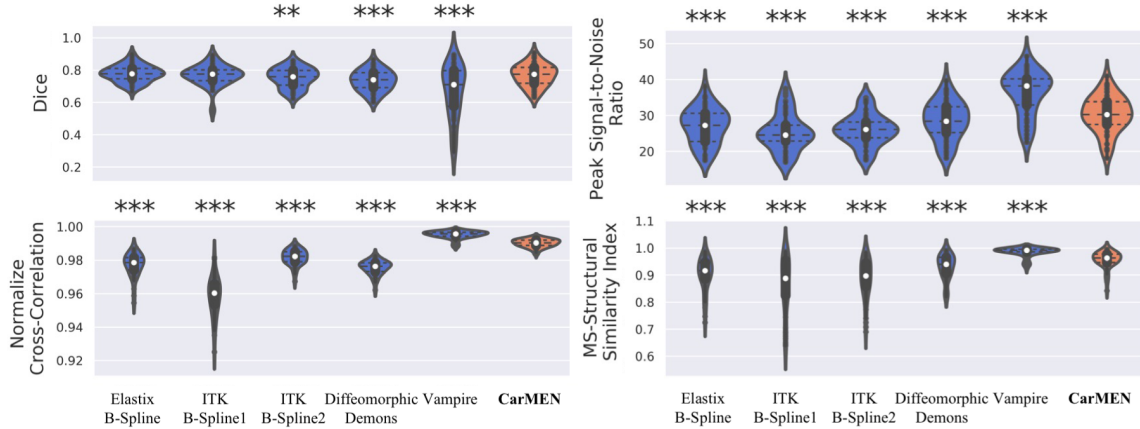 ** *** ***
1.0
0.8
0.6
0.4
0.2
Dice
*** *** *** *** ***
50
40
30
20
Peak Signal-to-Noise
Ratio
*** *** *** *** ***
1.00
0.98
0.96
0.94
0.92
Normalize
Cross-Correlation
*** *** *** *** ***
1.1
1.0
0.9
0.8
0.7
0.6
MS-Structural
Similarity Index
Elastix ITK ITK Diffeomorphic Vampire CarMEN
B-Spline B-Spline1 B-Spline2 Demons
Elastix ITK ITK Diffeomorphic Vampire CarMEN
B-Spline B-Spline1 B-Spline2 Demons